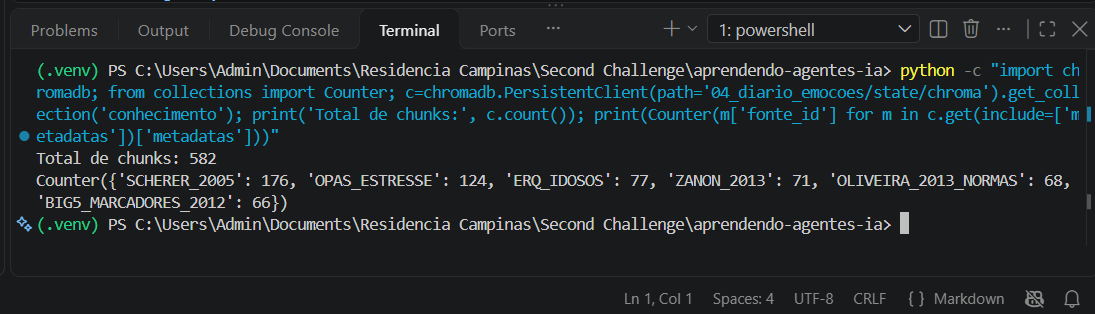 Problems Output Debug Console Terminal Ports ··· 1: powershell ···
(.venv) PS C:\Users\Admin\Documents\Residencia Campinas\Second Challenge\aprendendo-agentes-ia> python -c "import ch
romadb; from collections import Counter; c=chromadb.PersistentClient(path='04_diario_emocoes/state/chroma').get_coll
ection('conhecimento'); print('Total de chunks:', c.count()); print(Counter(m['fonte_id'] for m in c.get(include=['m
etadatas'])['metadatas']))"
Total de chunks: 582
Counter({'SCHERER_2005': 176, 'OPAS_ESTRESSE': 124, 'ERQ_IDOSOS': 77, 'ZANON_2013': 71, 'OLIVEIRA_2013_NORMAS': 68,
'BIG5_MARCADORES_2012': 66})
(.venv) PS C:\Users\Admin\Documents\Residencia Campinas\Second Challenge\aprendendo-agentes-ia>
Ln 1, Col 1 Spaces: 4 UTF-8 CRLF { } Markdown